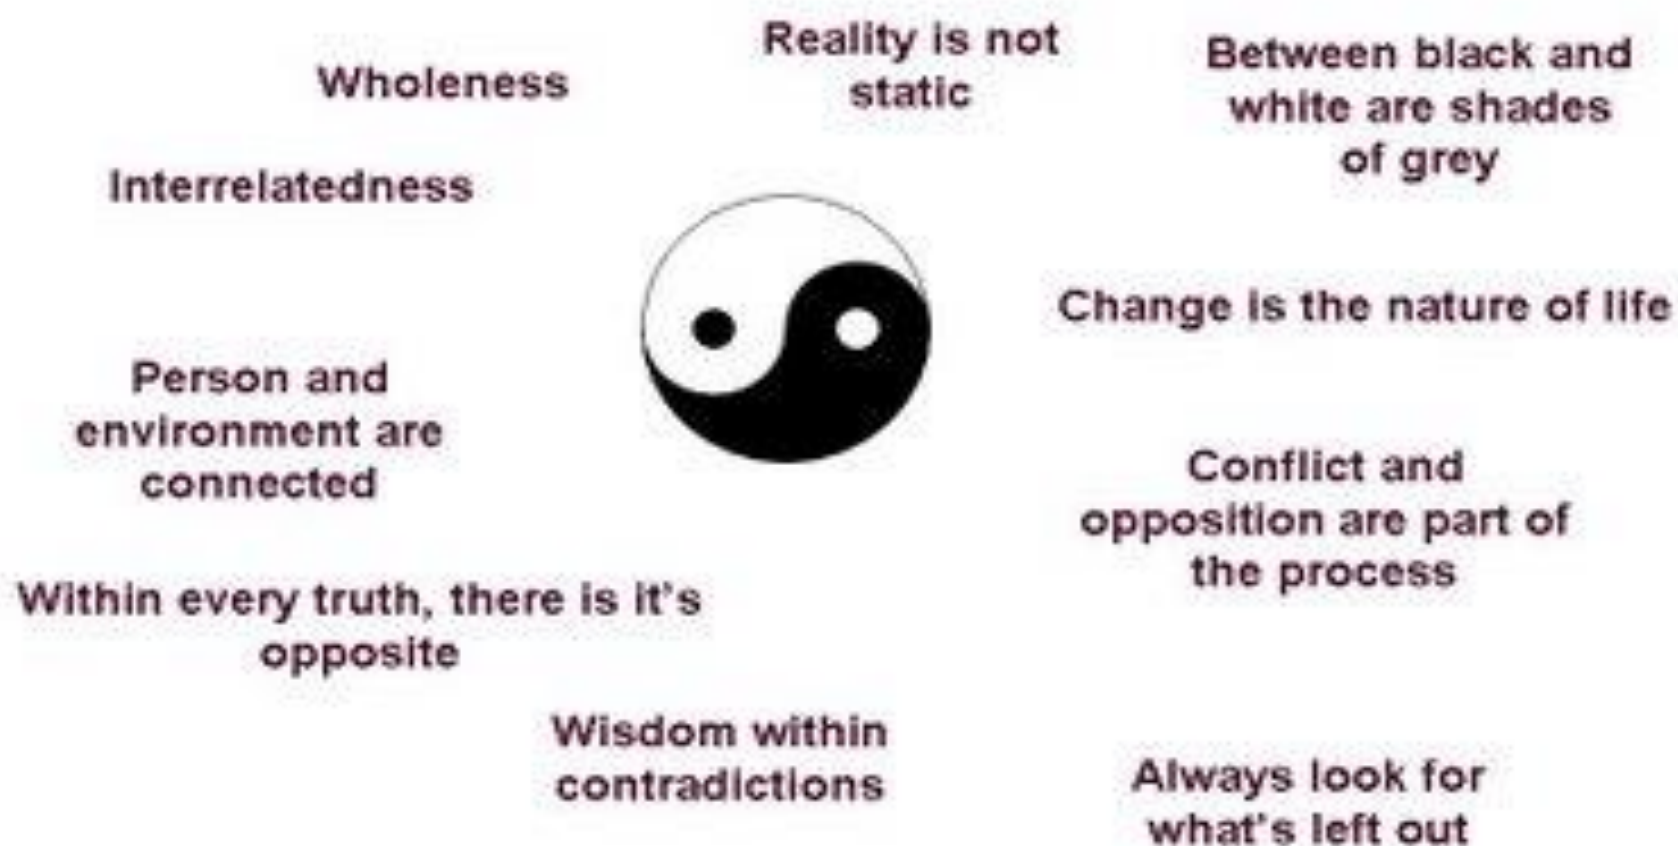 Wholeness
Reality is not
static
Between black and
white are shades
of grey
Interrelatedness
Change is the nature of life
Person and
environment are
connected
Conflict and
opposition are part of
the process
Within every truth, there is it's
opposite
Wisdom within
contradictions
Always look for
what's left out